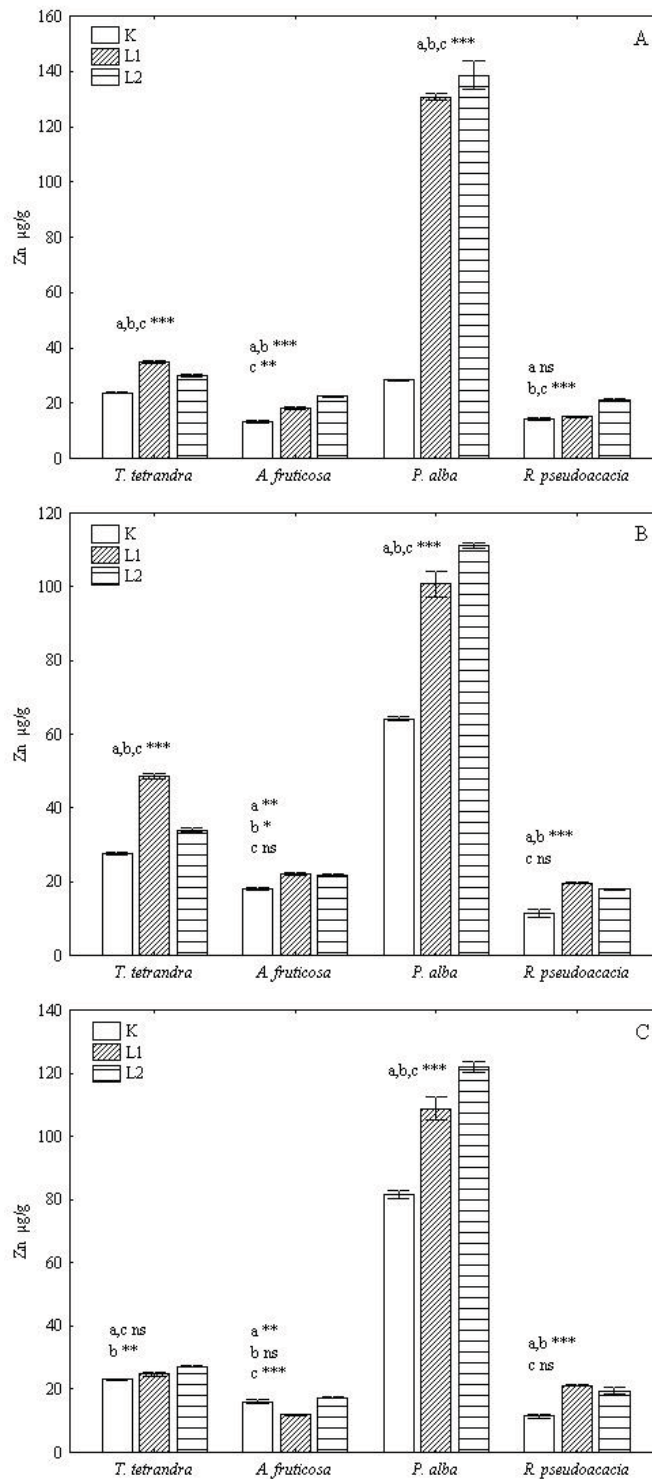 160
A
K
L1
L2
a,b,c ***
140
120
100
Zn µg/g
80
60
a,b,c ***
a,b ***
c **
a ns
b,c ***
40
20
0
T. tetrandra
A. fruticosa
P. alba
R. pseudoacacia
120
B
K
L1
L2
a,b,c ***
100
80
Zn µg/g
60
a,b,c ***
a **
b *
c ns
a,b ***
c ns
40
20
0
T. tetrandra
A. fruticosa
P. alba
R. pseudoacacia
140
C
K
L1
L2
a,b,c ***
120
100
80
Zn µg/g
60
40
a,c ns
b **
a **
b ns
c ***
a,b ***
c ns
20
0
T. tetrandra
A. fruticosa
P. alba
R. pseudoacacia